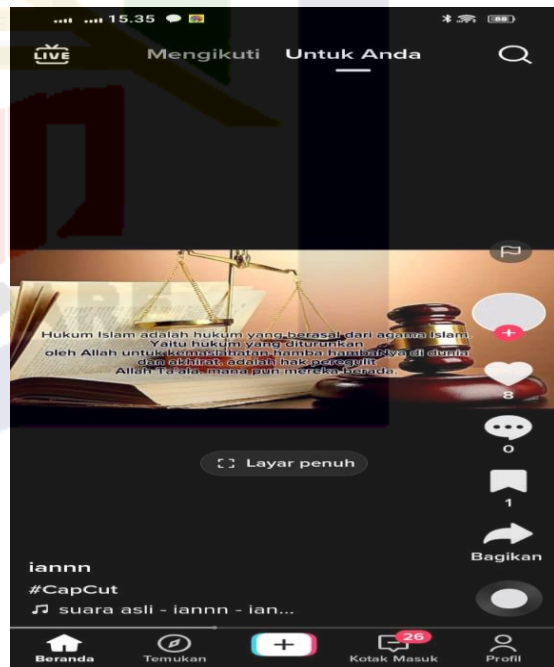 15.35
88
LIVE
Mengikuti Untuk Anda
Hukum Islam adalah hukum yang berasal dari agama Islam.
Yaitu hukum yang diturunkan
oleh Allah untuk kemaslahatan hamba hambaNya di dunia
dan akhirat. adalah hak
Allah Ta'ala, mana pun mereka berada.
8
0
Layar penuh
1
Bagikan
iannn
#CapCut
suara asli - iannn - ian...
26
Beranda Temukan Kotak Masuk Profil